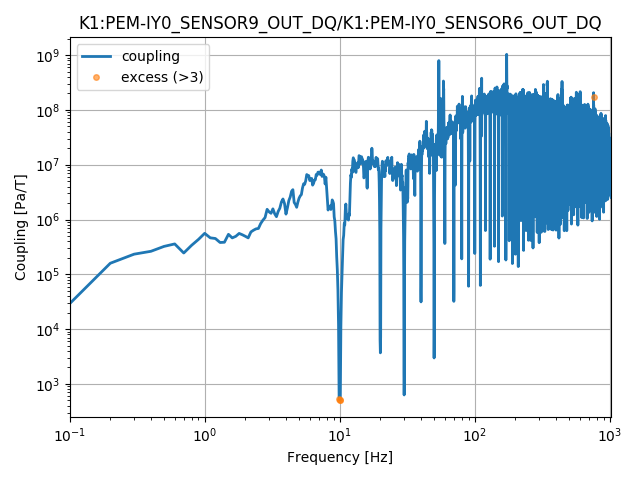 K1:PEM-IY0_SENSOR9_OUT_DQ/K1:PEM-IY0_SENSOR6_OUT_DQ
coupling
excess (>3)
Coupling [Pa/T]
10⁹
10⁸
10⁷
10⁶
10⁵
10⁴
10³
10⁻¹ 10⁰ 10¹ 10² 10³
Frequency [Hz]